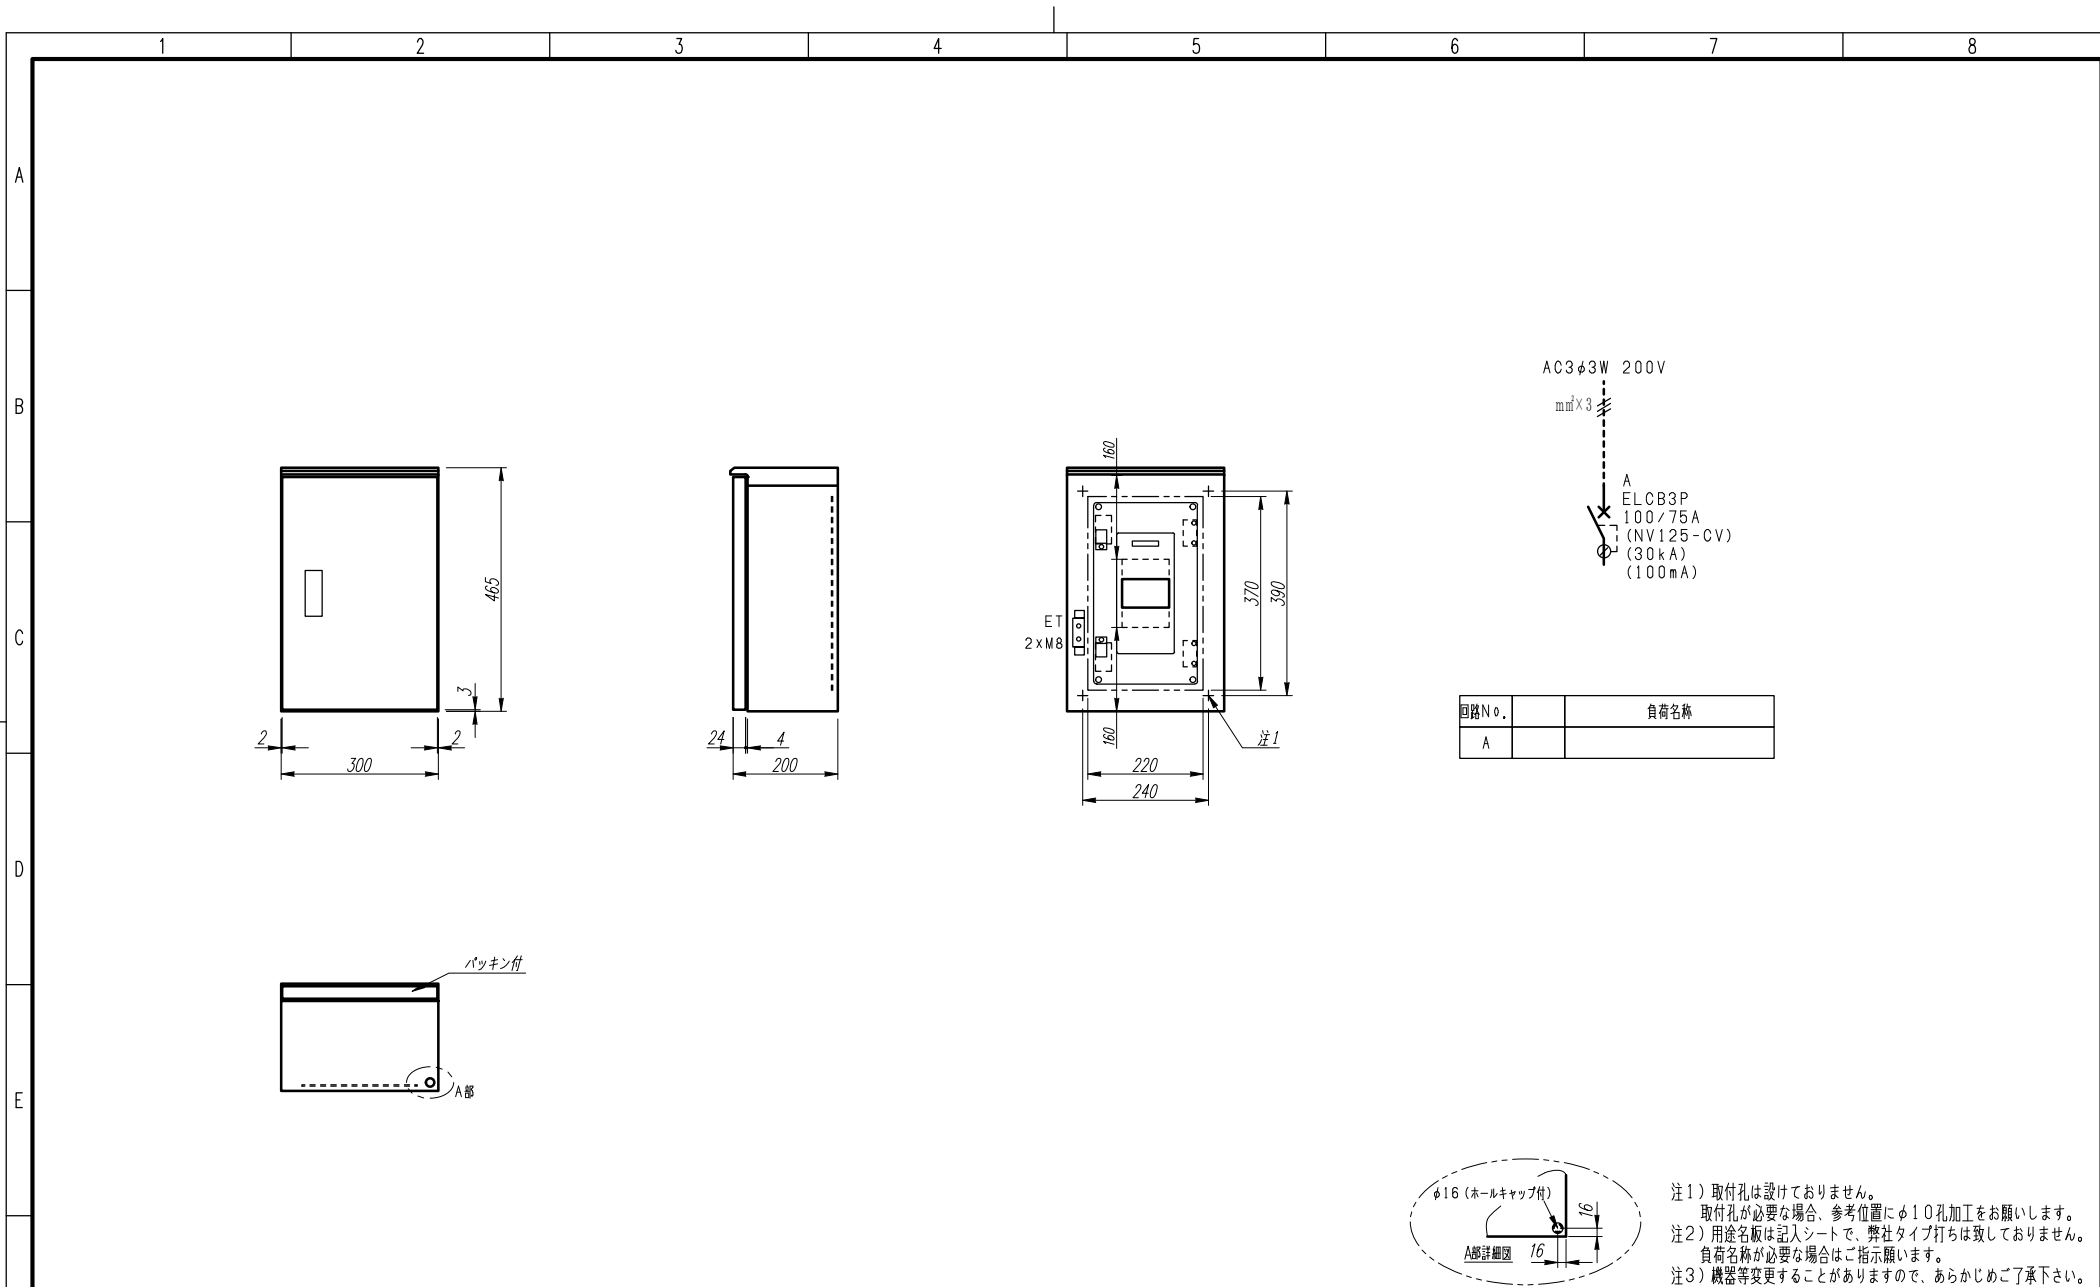 1 2 3 4 5 6 7 8
A
B
C
D
E
AC3φ3W 200V
mm²×3
A
ELCB3P
100/75A
(NV125-CV)
(30kA)
(100mA)
465
3
2
2
300
24
4
200
160
370
390
ET
2×M8
160
注1
220
240
回路No.
負荷名称
A
パッキン付
A部
φ16(ホールキャップ付)
16
A部詳細図
16
注1)取付孔は設けておりません。
取付孔が必要な場合、参考位置にφ10孔加工をお願いします。
注2)用途名板は記入シートで、弊社タイプ打ちは致しておりません。
負荷名称が必要な場合はご指示願います。
注3)機器等変更することがありますので、あらかじめご了承下さい。